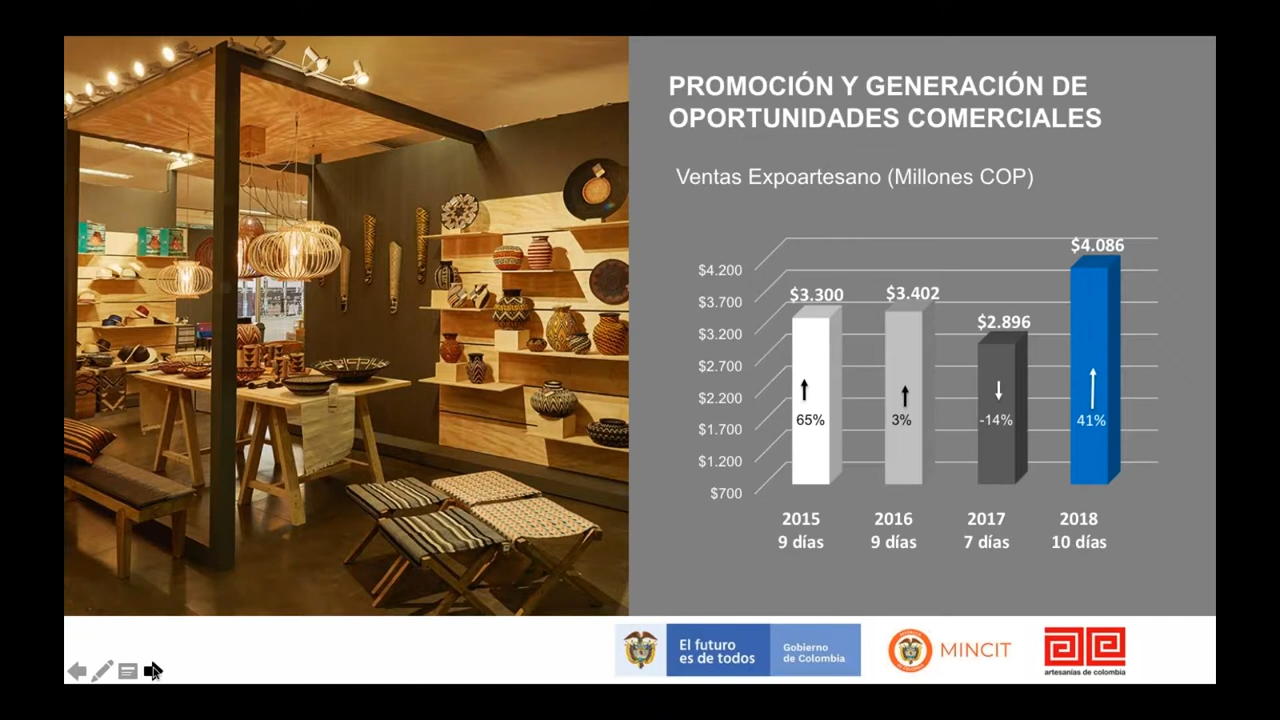 PROMOCIÓN Y GENERACIÓN DE
OPORTUNIDADES COMERCIALES
Ventas Expoartesano (Millones COP)
$4.200
$3.700
$3.200
$2.700
$2.200
$1.700
$1.200
$700
$3.300
$3.402
$2.896
$4.086
65%
3%
-14%
41%
2015
9 días
2016
9 días
2017
7 días
2018
10 días
El futuro
es de todos
Gobierno
de Colombia
MINCIT
artesanías de colombia